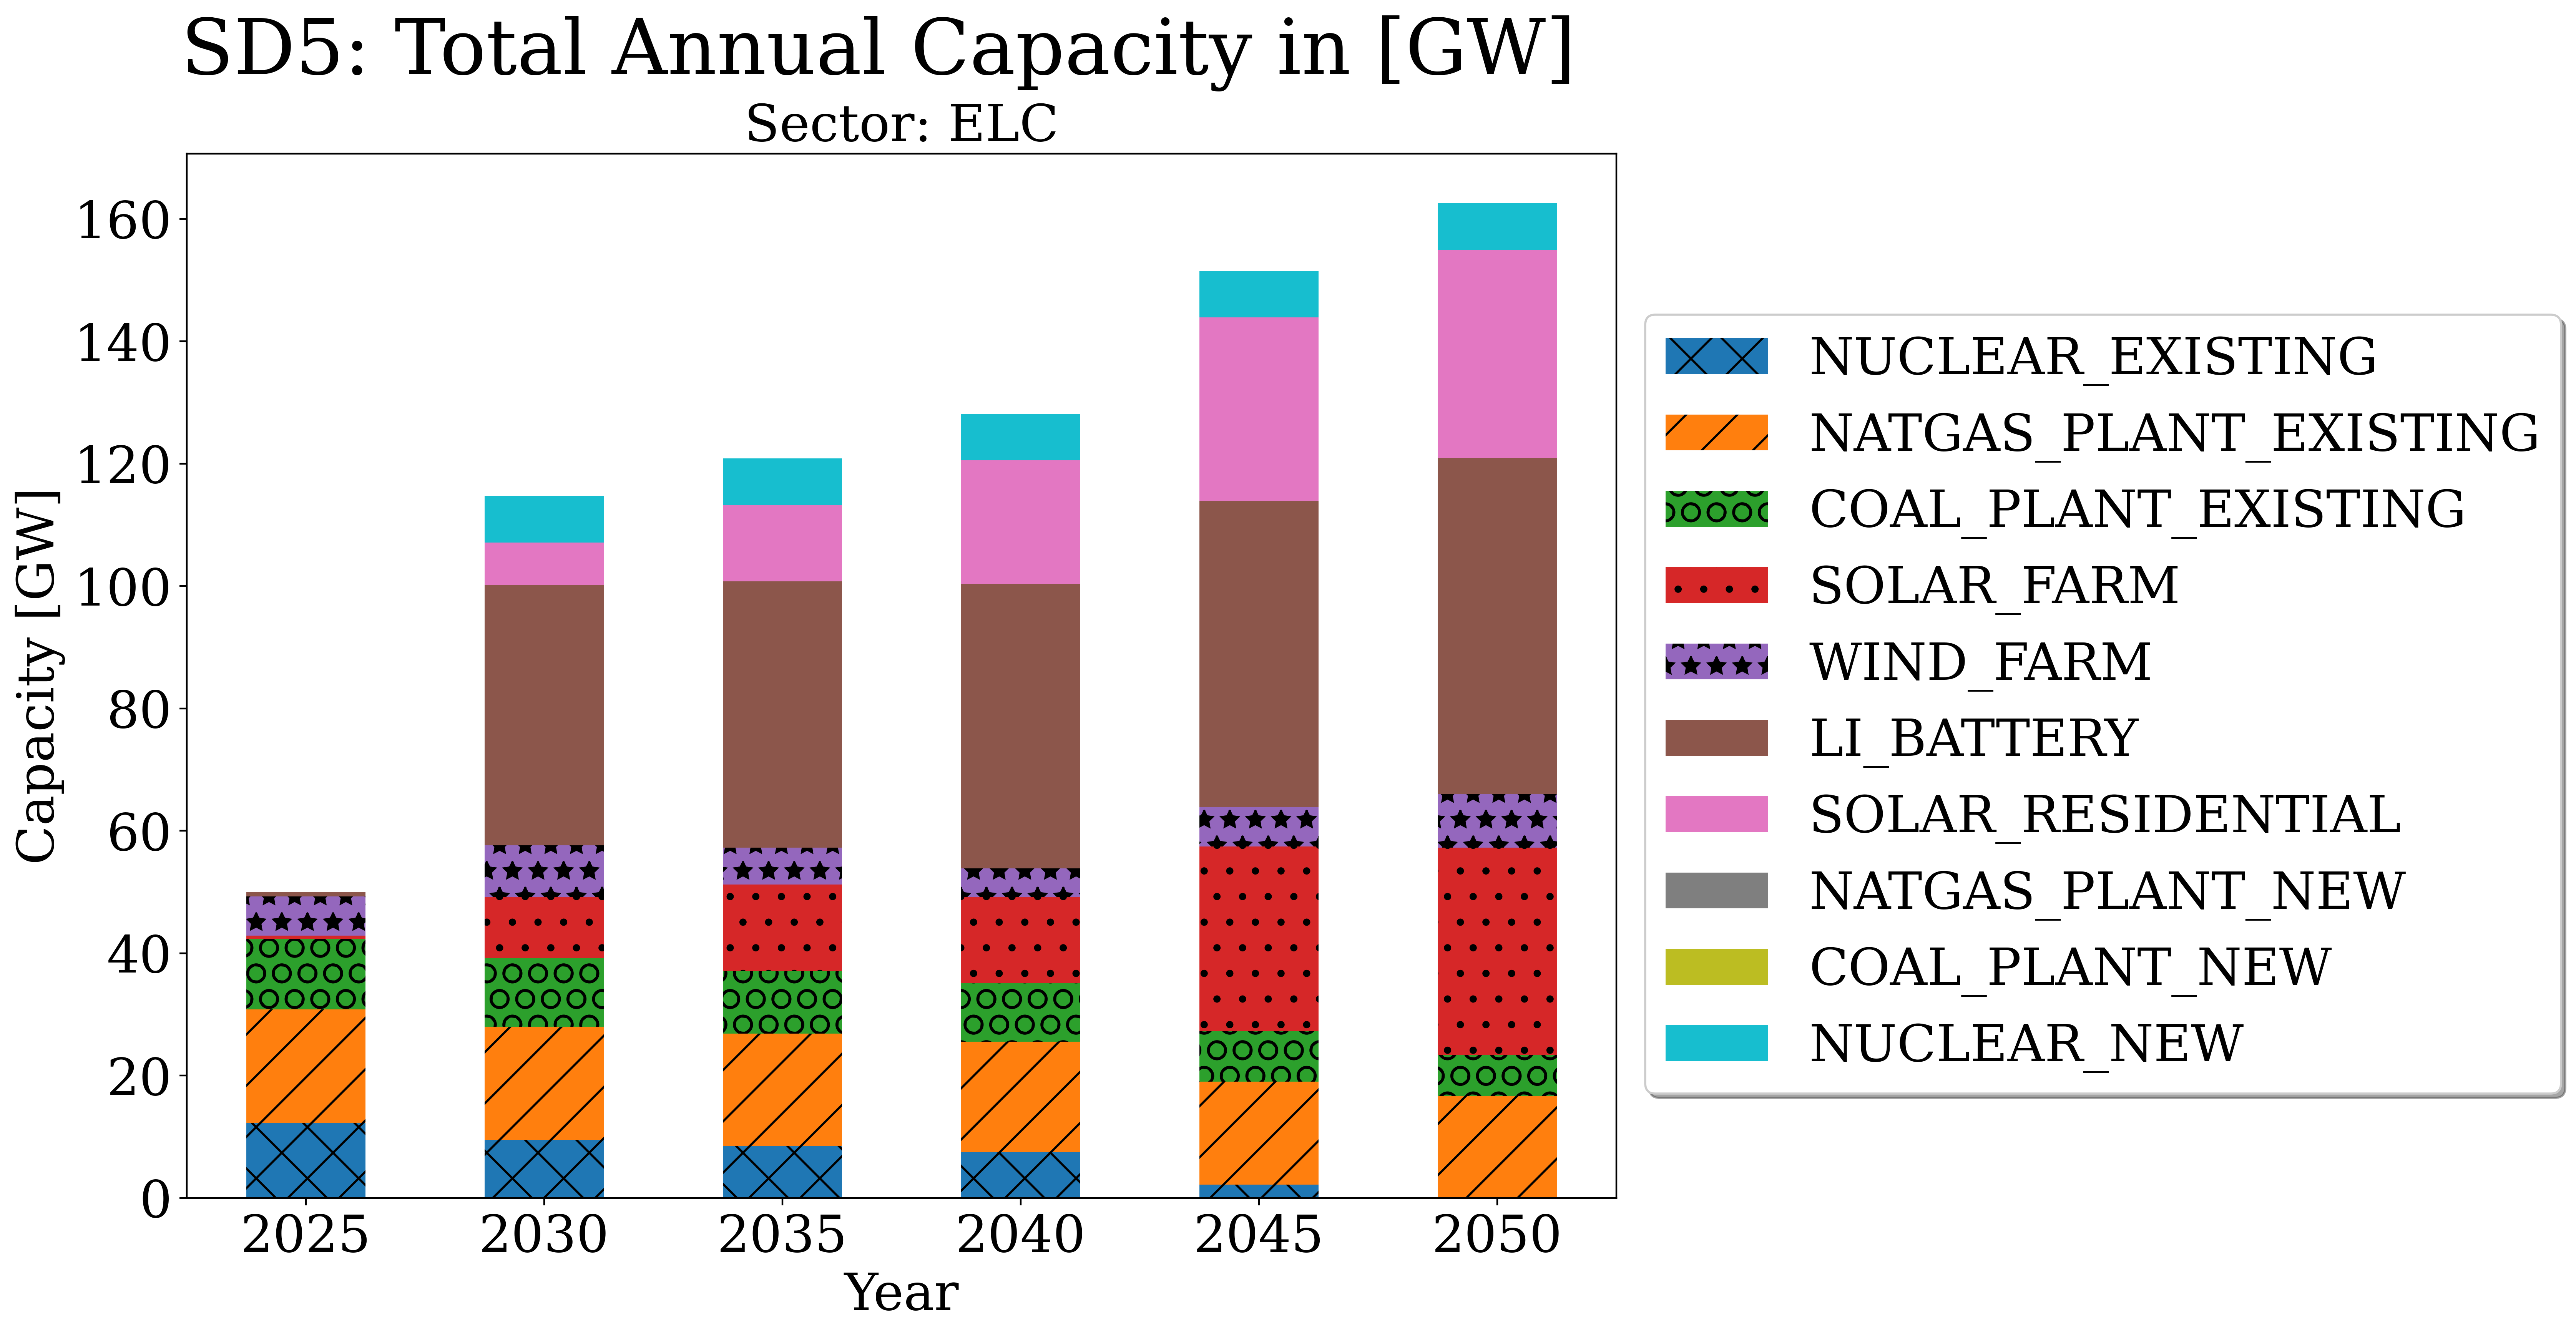 SD5: Total Annual Capacity in [GW]
Sector: ELC
Capacity [GW]
160
140
120
100
80
60
40
20
0
2025 2030 2035 2040 2045 2050
Year
NUCLEAR_EXISTING
NATGAS_PLANT_EXISTING
COAL_PLANT_EXISTING
SOLAR_FARM
WIND_FARM
LI_BATTERY
SOLAR_RESIDENTIAL
NATGAS_PLANT_NEW
COAL_PLANT_NEW
NUCLEAR_NEW